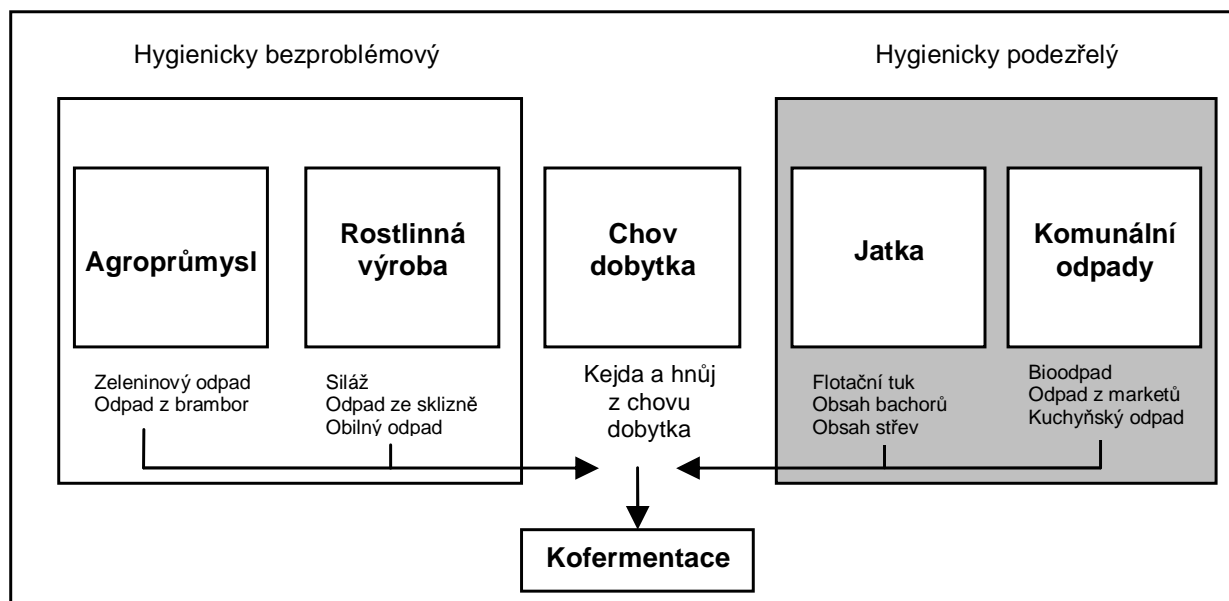 Hygienicky bezproblémový
Hygienicky podezřelý
Agroprůmysl
Rostlinná
výroba
Chov
dobytka
Jatka
Komunální
odpady
Zeleninový odpad
Odpad z brambor
Siláž
Odpad ze sklizně
Obilný odpad
Kejda a hnůj
z chovu
dobytka
Flotační tuk
Obsah bachorů
Obsah střev
Bioodpad
Odpad z marketů
Kuchyňský odpad
Kofermentace